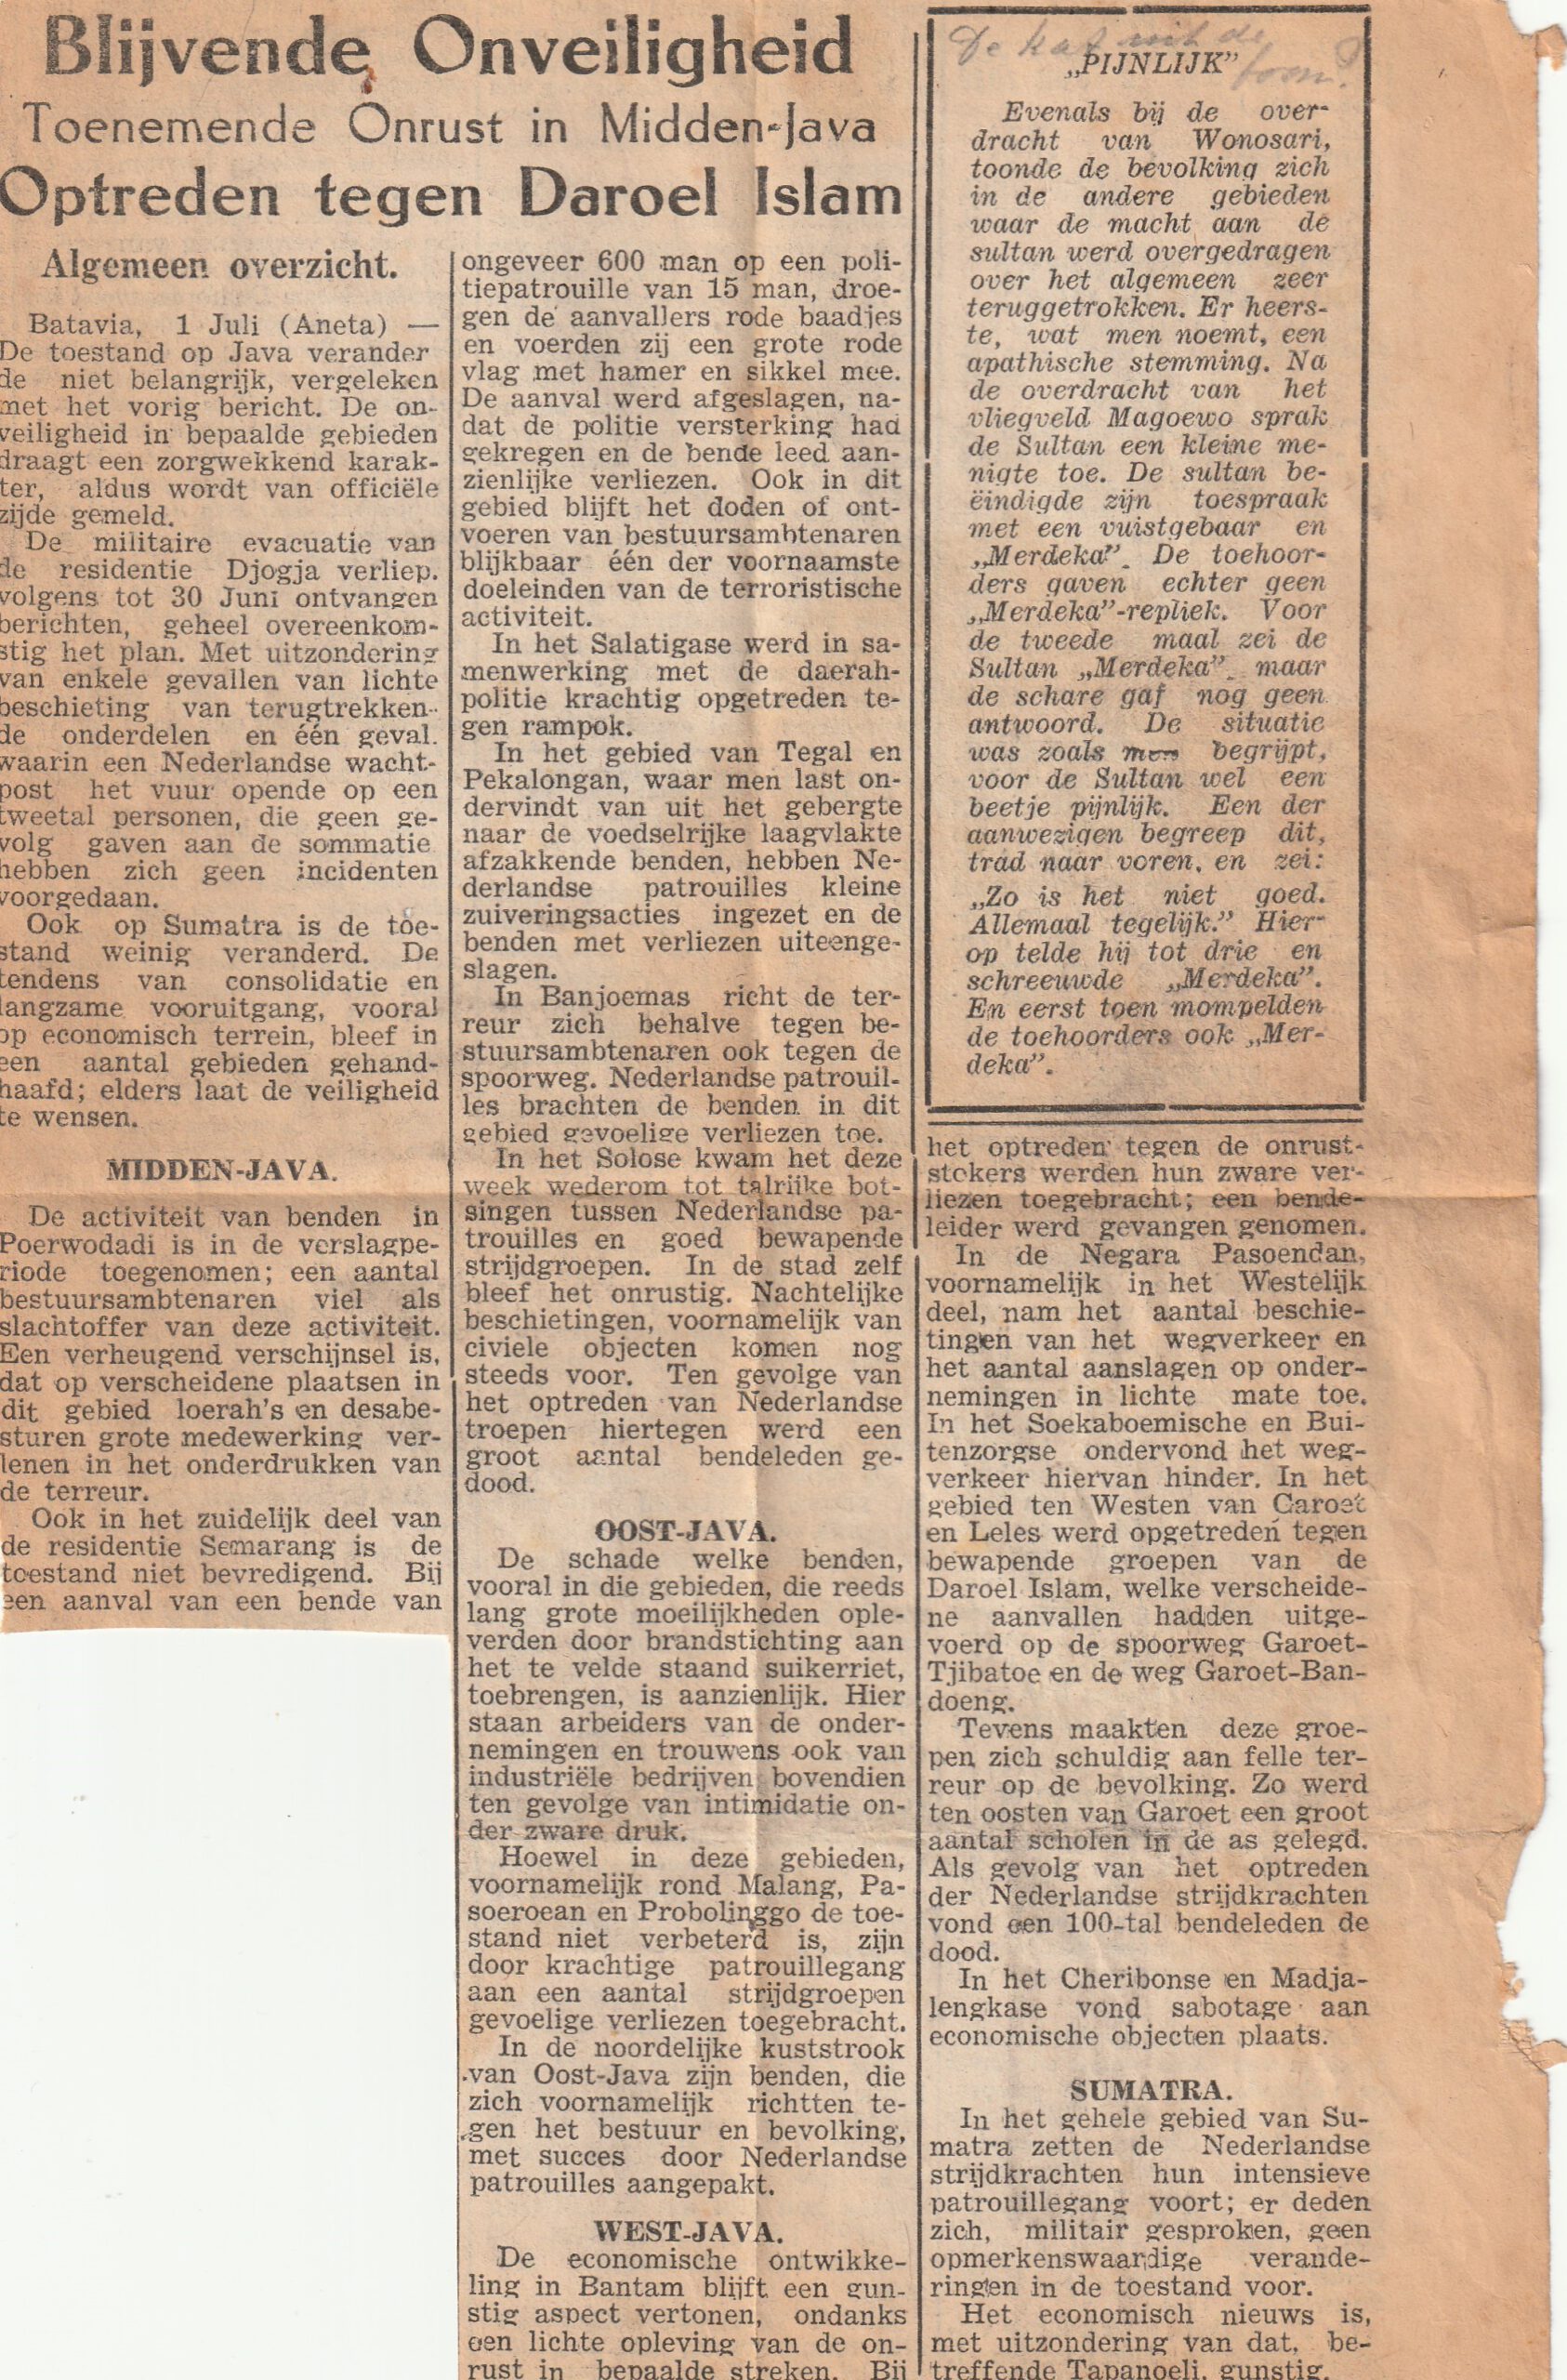 Blijvende Onveiligheid
Toenemende Onrust in Midden-Java
Optreden tegen Daroel Islam
Algemeen overzicht.
Batavia, 1 Juli (Aneta) —
De toestand op Java verander
de niet belangrijk, vergeleken
met het vorig bericht. De on-
veiligheid in bepaalde gebieden
draagt een zorgwekkend karak-
ter, aldus wordt van officiële
zijde gemeld.
De militaire evacuatie van
de residentie Djogja verliep.
volgens tot 30 Juni ontvangen
berichten, geheel overeenkom-
stig het plan. Met uitzondering
van enkele gevallen van lichte
beschieting van terugtrekken-
de onderdelen en één geval.
waarin een Nederlandse wacht-
post het vuur opende op een
tweetal personen, die geen ge-
volg gaven aan de sommatie
hebben zich geen incidenten
voorgedaan.
Ook op Sumatra is de toe-
stand weinig veranderd. De
tendens van consolidatie en
langzame vooruitgang, vooral
op economisch terrein, bleef in
een aantal gebieden gehand-
haafd; elders laat de veiligheid
te wensen.
MIDDEN-JAVA.
De activiteit van benden in
Poerwodadi is in de verslagpe-
riode toegenomen; een aantal
bestuursambtenaren viel als
slachtoffer van deze activiteit.
Een verheugend verschijnsel is,
dat op verscheidene plaatsen in
dit gebied loerah's en desabe-
sturen grote medewerking ver-
lenen in het onderdrukken van
de terreur.
Ook in het zuidelijk deel van
de residentie Semarang is de
toestand niet bevredigend. Bij
een aanval van een bende van
ongeveer 600 man op een poli-
tiepatrouille van 15 man, droe-
gen de aanvallers rode baadjes
en voerden zij een grote rode
vlag met hamer en sikkel mee.
De aanval werd afgeslagen, na-
dat de politie versterking had
gekregen en de bende leed aan-
zienlijke verliezen. Ook in dit
gebied blijft het doden of ont-
voeren van bestuursambtenaren
blijkbaar één der voornaamste
doeleinden van de terroristische
activiteit.
In het Salatigase werd in sa-
menwerking met de daerah-
politie krachtig opgetreden te-
gen rampok.
In het gebied van Tegal en
Pekalongan, waar men last on-
dervindt van uit het gebergte
naar de voedselrijke laagvlakte
afzakkende benden, hebben Ne-
derlandse patrouilles kleine
zuiveringsacties ingezet en de
benden met verliezen uiteenge-
slagen.
In Banjoemas richt de ter-
reur zich behalve tegen be-
stuursambtenaren ook tegen de
spoorweg. Nederlandse patrouil-
les brachten de benden in dit
gebied gevoelige verliezen toe.
In het Solose kwam het deze
week wederom tot talrijke bot-
singen tussen Nederlandse pa-
trouilles en goed bewapende
strijdgroepen. In de stad zelf
bleef het onrustig. Nachtelijke
beschietingen, voornamelijk van
civiele objecten komen nog
steeds voor. Ten gevolge van
het optreden van Nederlandse
troepen hiertegen werd een
groot aantal bendeleden ge-
dood.
OOST-JAVA.
De schade welke benden,
vooral in die gebieden, die reeds
lang grote moeilijkheden ople-
verden door brandstichting aan
het te velde staand suikerriet,
toebrengen, is aanzienlijk. Hier
staan arbeiders van de onder-
nemingen en trouwens ook van
industriële bedrijven bovendien
ten gevolge van intimidatie on-
der zware druk.
Hoewel in deze gebieden,
voornamelijk rond Malang, Pa-
soeroean en Probolinggo de toe-
stand niet verbeterd is, zijn
door krachtige patrouillegang
aan een aantal strijdgroepen
gevoelige verliezen toegebracht.
In de noordelijke kuststrook
van Oost-Java zijn benden, die
zich voornamelijk richtten te-
gen het bestuur en bevolking,
met succes door Nederlandse
patrouilles aangepakt.
WEST-JAVA.
De economische ontwikke-
ling in Bantam blijft een gun-
stig aspect vertonen, ondanks
een lichte opleving van de on-
rust in bepaalde streken. Bij
De kat uit de
boom?
„PIJNLIJK”
Evenals bij de over-
dracht van Wonosari,
toonde de bevolking zich
in de andere gebieden
waar de macht aan de
sultan werd overgedragen
over het algemeen zeer
teruggetrokken. Er heers-
te, wat men noemt, een
apathische stemming. Na
de overdracht van het
vliegveld Magoewo sprak
de Sultan een kleine me-
nigte toe. De sultan be-
ëindigde zijn toespraak
met een vuistgebaar en
„Merdeka”. De toehoor-
ders gaven echter geen
„Merdeka”-repliek. Voor
de tweede maal zei de
Sultan „Merdeka”. maar
de schare gaf nog geen
antwoord. De situatie
was zoals men begrijpt,
voor de Sultan wel een
beetje pijnlijk. Een der
aanwezigen begreep dit,
trad naar voren, en zei:
„Zo is het niet goed.
Allemaal tegelijk.” Hier-
op telde hij tot drie en
schreeuwde „Merdeka”.
En eerst toen mompelden
de toehoorders ook „Mer-
deka”.
het optreden tegen de onrust-
stokers werden hun zware ver-
liezen toegebracht; een bende-
leider werd gevangen genomen.
In de Negara Pasoendan,
voornamelijk in het Westelijk
deel, nam het aantal beschie-
tingen van het wegverkeer en
het aantal aanslagen op onder-
nemingen in lichte mate toe.
In het Soekaboemische en Bui-
tenzorgse ondervond het weg-
verkeer hiervan hinder. In het
gebied ten Westen van Garoet
en Leles werd opgetreden tegen
bewapende groepen van de
Daroel Islam, welke verscheide-
ne aanvallen hadden uitge-
voerd op de spoorweg Garoet-
Tjibatoe en de weg Garoet-Ban-
doeng.
Tevens maakten deze groe-
pen zich schuldig aan felle ter-
reur op de bevolking. Zo werd
ten oosten van Garoet een groot
aantal scholen in de as gelegd.
Als gevolg van het optreden
der Nederlandse strijdkrachten
vond een 100-tal bendeleden de
dood.
In het Cheribonse en Madja-
lengkase vond sabotage aan
economische objecten plaats.
SUMATRA.
In het gehele gebied van Su-
matra zetten de Nederlandse
strijdkrachten hun intensieve
patrouillegang voort; er deden
zich, militair gesproken, geen
opmerkenswaardige verande-
ringen in de toestand voor.
Het economisch nieuws is,
met uitzondering van dat, be-
treffende Tapanoeli, gunstig.